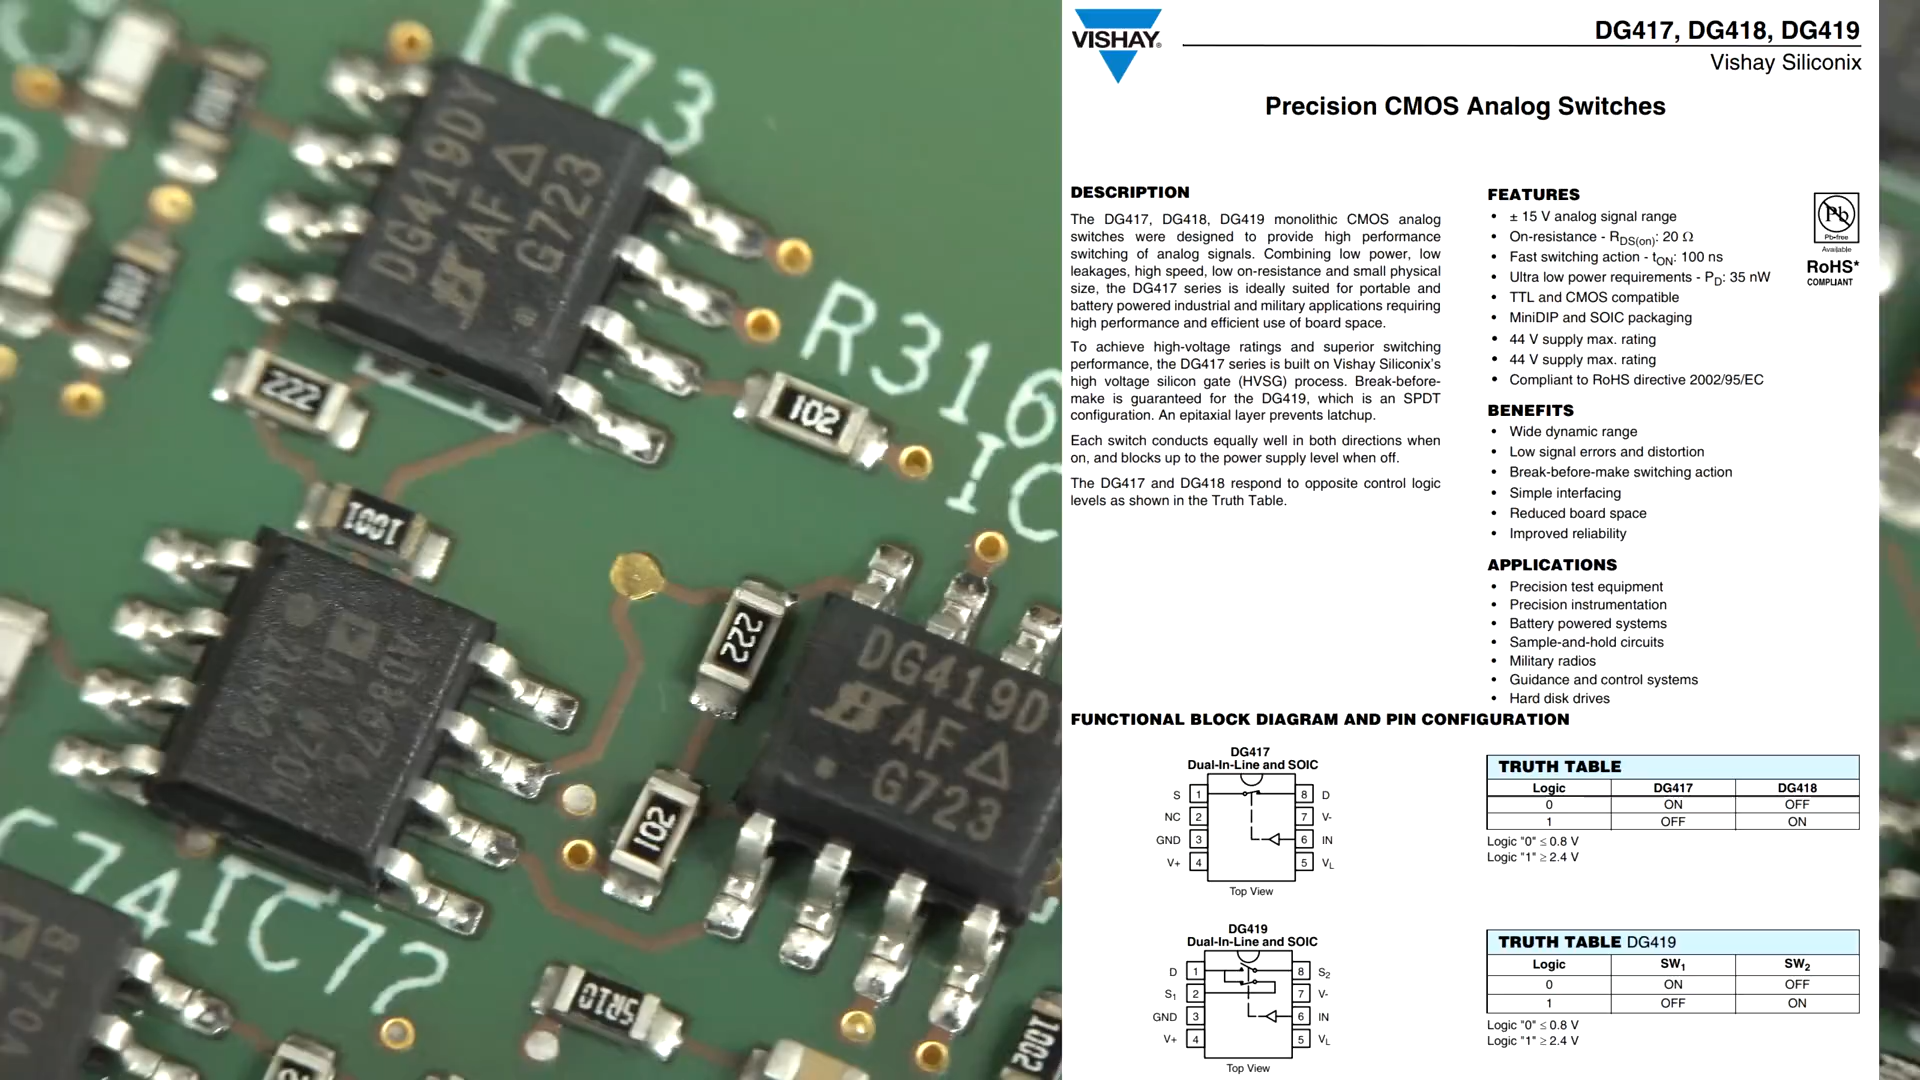 IC73
DG419DY
AF
G723
R316
IC
222
102
1001
222
102
DG419D
AF
G723
IC7?
8170A
5R10
1002
VISHAY®
DG417, DG418, DG419
Vishay Siliconix
Precision CMOS Analog Switches
DESCRIPTION
The DG417, DG418, DG419 monolithic CMOS analog
switches were designed to provide high performance
switching of analog signals. Combining low power, low
leakages, high speed, low on-resistance and small physical
size, the DG417 series is ideally suited for portable and
battery powered industrial and military applications requiring
high performance and efficient use of board space.
To achieve high-voltage ratings and superior switching
performance, the DG417 series is built on Vishay Siliconix's
high voltage silicon gate (HVSG) process. Break-before-
make is guaranteed for the DG419, which is an SPDT
configuration. An epitaxial layer prevents latchup.
Each switch conducts equally well in both directions when
on, and blocks up to the power supply level when off.
The DG417 and DG418 respond to opposite control logic
levels as shown in the Truth Table.
FEATURES
• ± 15 V analog signal range
• On-resistance - RDS(on): 20 Ω
• Fast switching action - tON: 100 ns
• Ultra low power requirements - PD: 35 nW
• TTL and CMOS compatible
• MiniDIP and SOIC packaging
• 44 V supply max. rating
• 44 V supply max. rating
• Compliant to RoHS directive 2002/95/EC
Pb
Pb-free
Available
RoHS*
COMPLIANT
BENEFITS
• Wide dynamic range
• Low signal errors and distortion
• Break-before-make switching action
• Simple interfacing
• Reduced board space
• Improved reliability
APPLICATIONS
• Precision test equipment
• Precision instrumentation
• Battery powered systems
• Sample-and-hold circuits
• Military radios
• Guidance and control systems
• Hard disk drives
FUNCTIONAL BLOCK DIAGRAM AND PIN CONFIGURATION
DG417
Dual-In-Line and SOIC
S 1 8 D
NC 2 7 V-
GND 3 6 IN
V+ 4 5 VL
Top View
TRUTH TABLE
Logic DG417 DG418
0 ON OFF
1 OFF ON
Logic "0" ≤ 0.8 V
Logic "1" ≥ 2.4 V
DG419
Dual-In-Line and SOIC
D 1 8 S2
S1 2 7 V-
GND 3 6 IN
V+ 4 5 VL
Top View
TRUTH TABLE DG419
Logic SW1 SW2
0 ON OFF
1 OFF ON
Logic "0" ≤ 0.8 V
Logic "1" ≥ 2.4 V